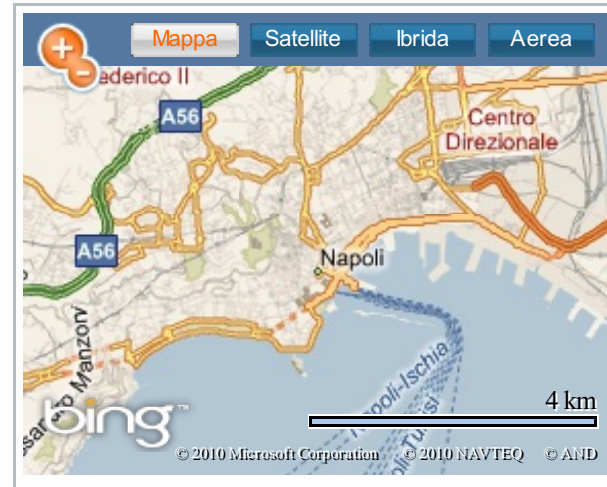 Mappa Satellite Ibrida Aerea
ederico II
A56
Centro
Direzionale
A56
Napoli
Manzoni
Napoli-Ischia
4 km
bing™
© 2010 Microsoft Corporation © 2010 NAVTEQ © AND